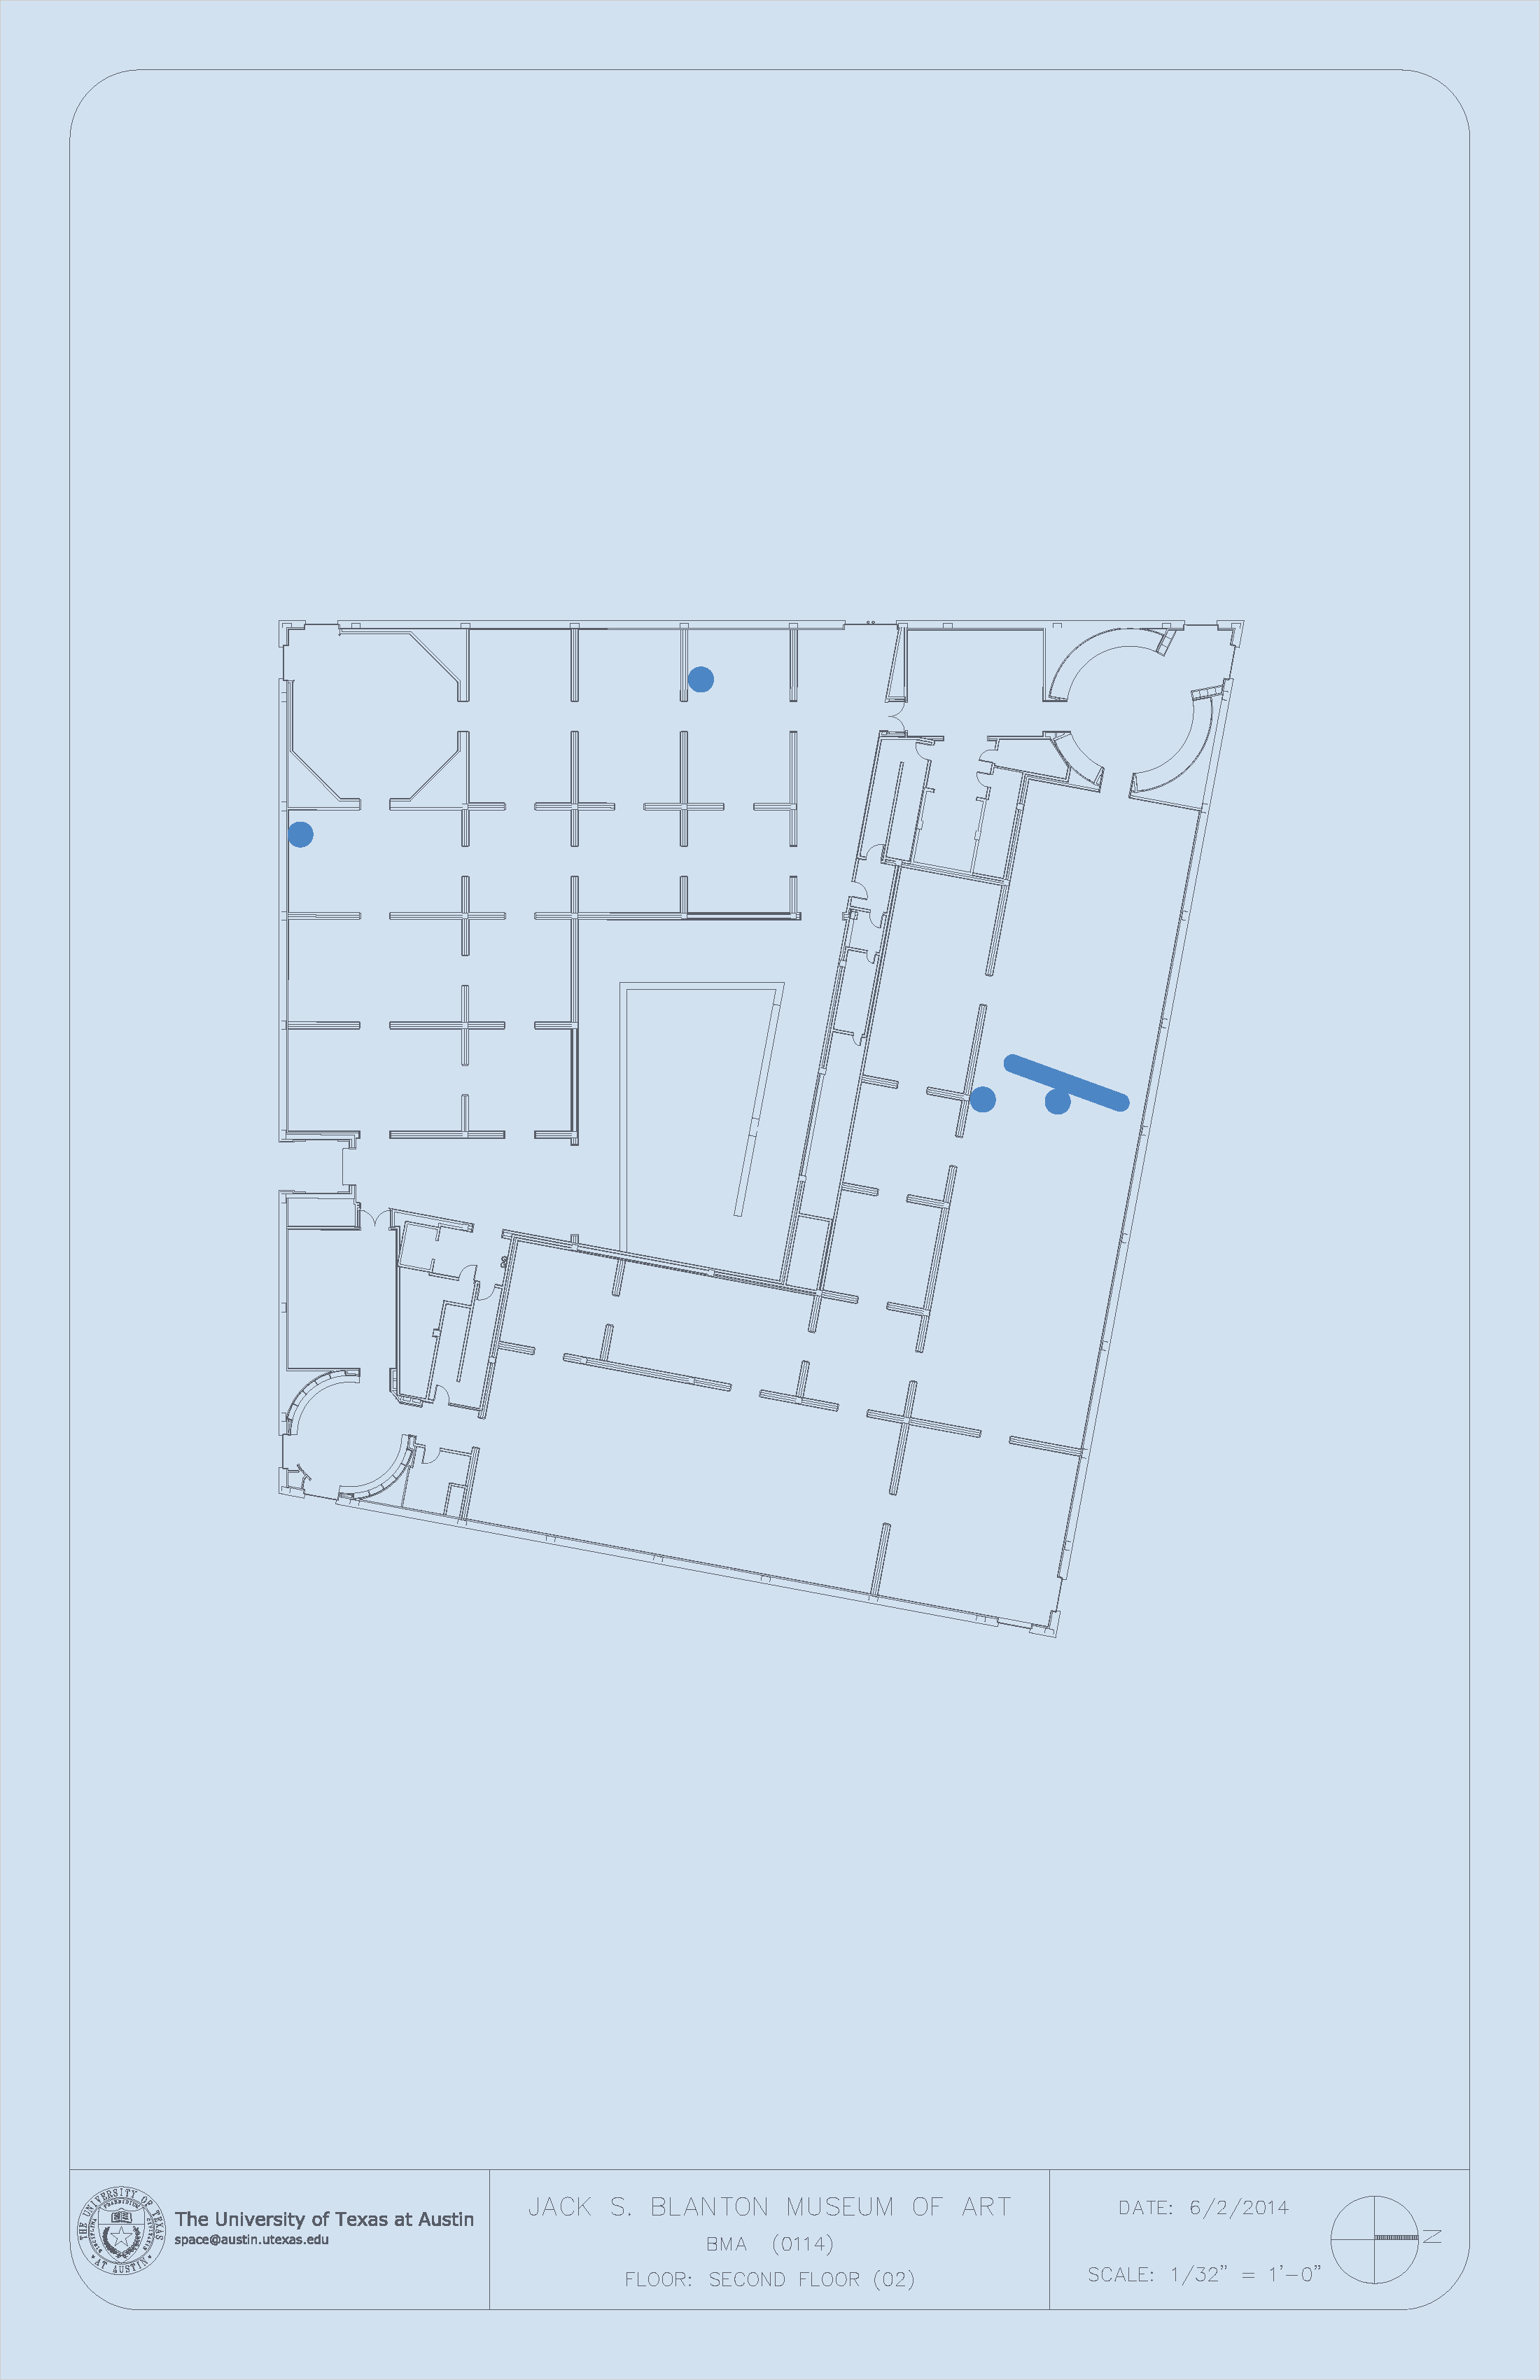 THE UNIVERSITY OF TEXAS
AT AUSTIN
The University of Texas at Austin
space@austin.utexas.edu
JACK S. BLANTON MUSEUM OF ART
BMA (0114)
FLOOR: SECOND FLOOR (02)
DATE: 6/2/2014
SCALE: 1/32" = 1'-0"
N